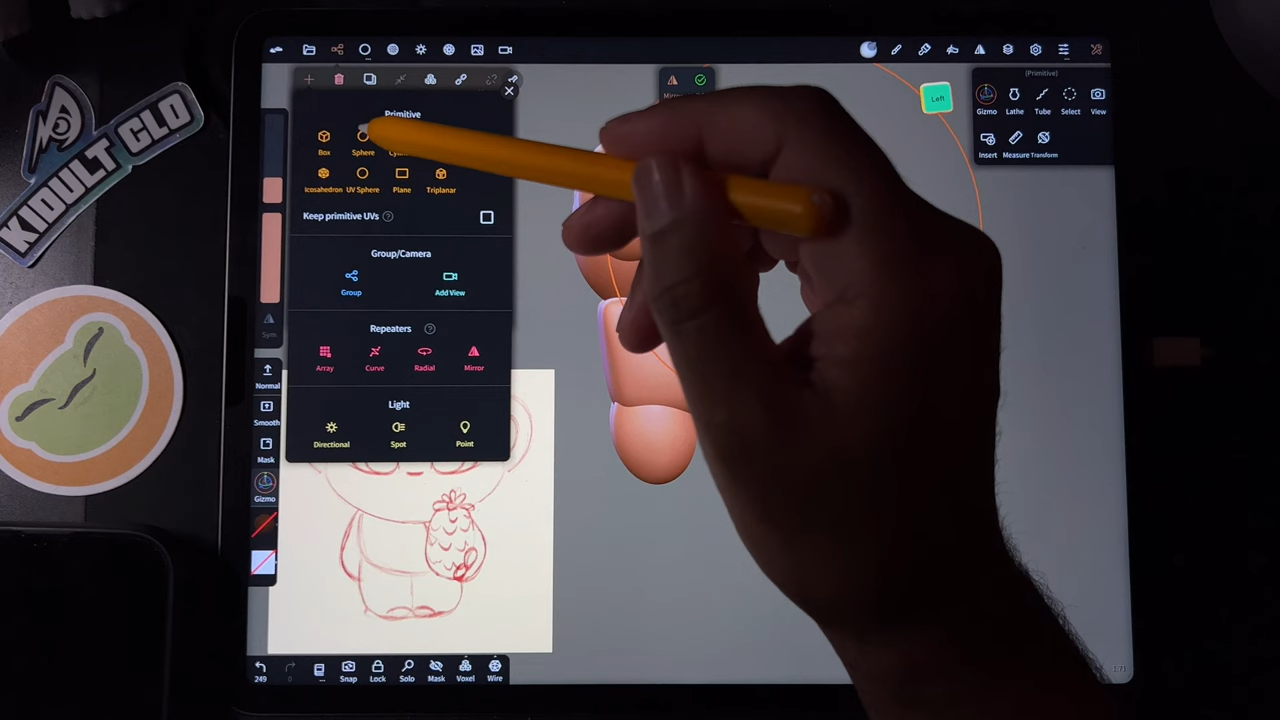 KIDULT CLO
Primitive
Box
Sphere
Icosahedron
UV Sphere
Plane
Triplanar
Keep primitive UVs ?
Group/Camera
Group
Add View
Repeaters ?
Array
Curve
Radial
Mirror
Light
Directional
Spot
Point
Sym
Normal
Smooth
Mask
Gizmo
249
0
Snap
Lock
Solo
Mask
Voxel
Wire
Left
(Primitive)
Gizmo
Lathe
Tube
Select
View
Insert
Measure
Transform